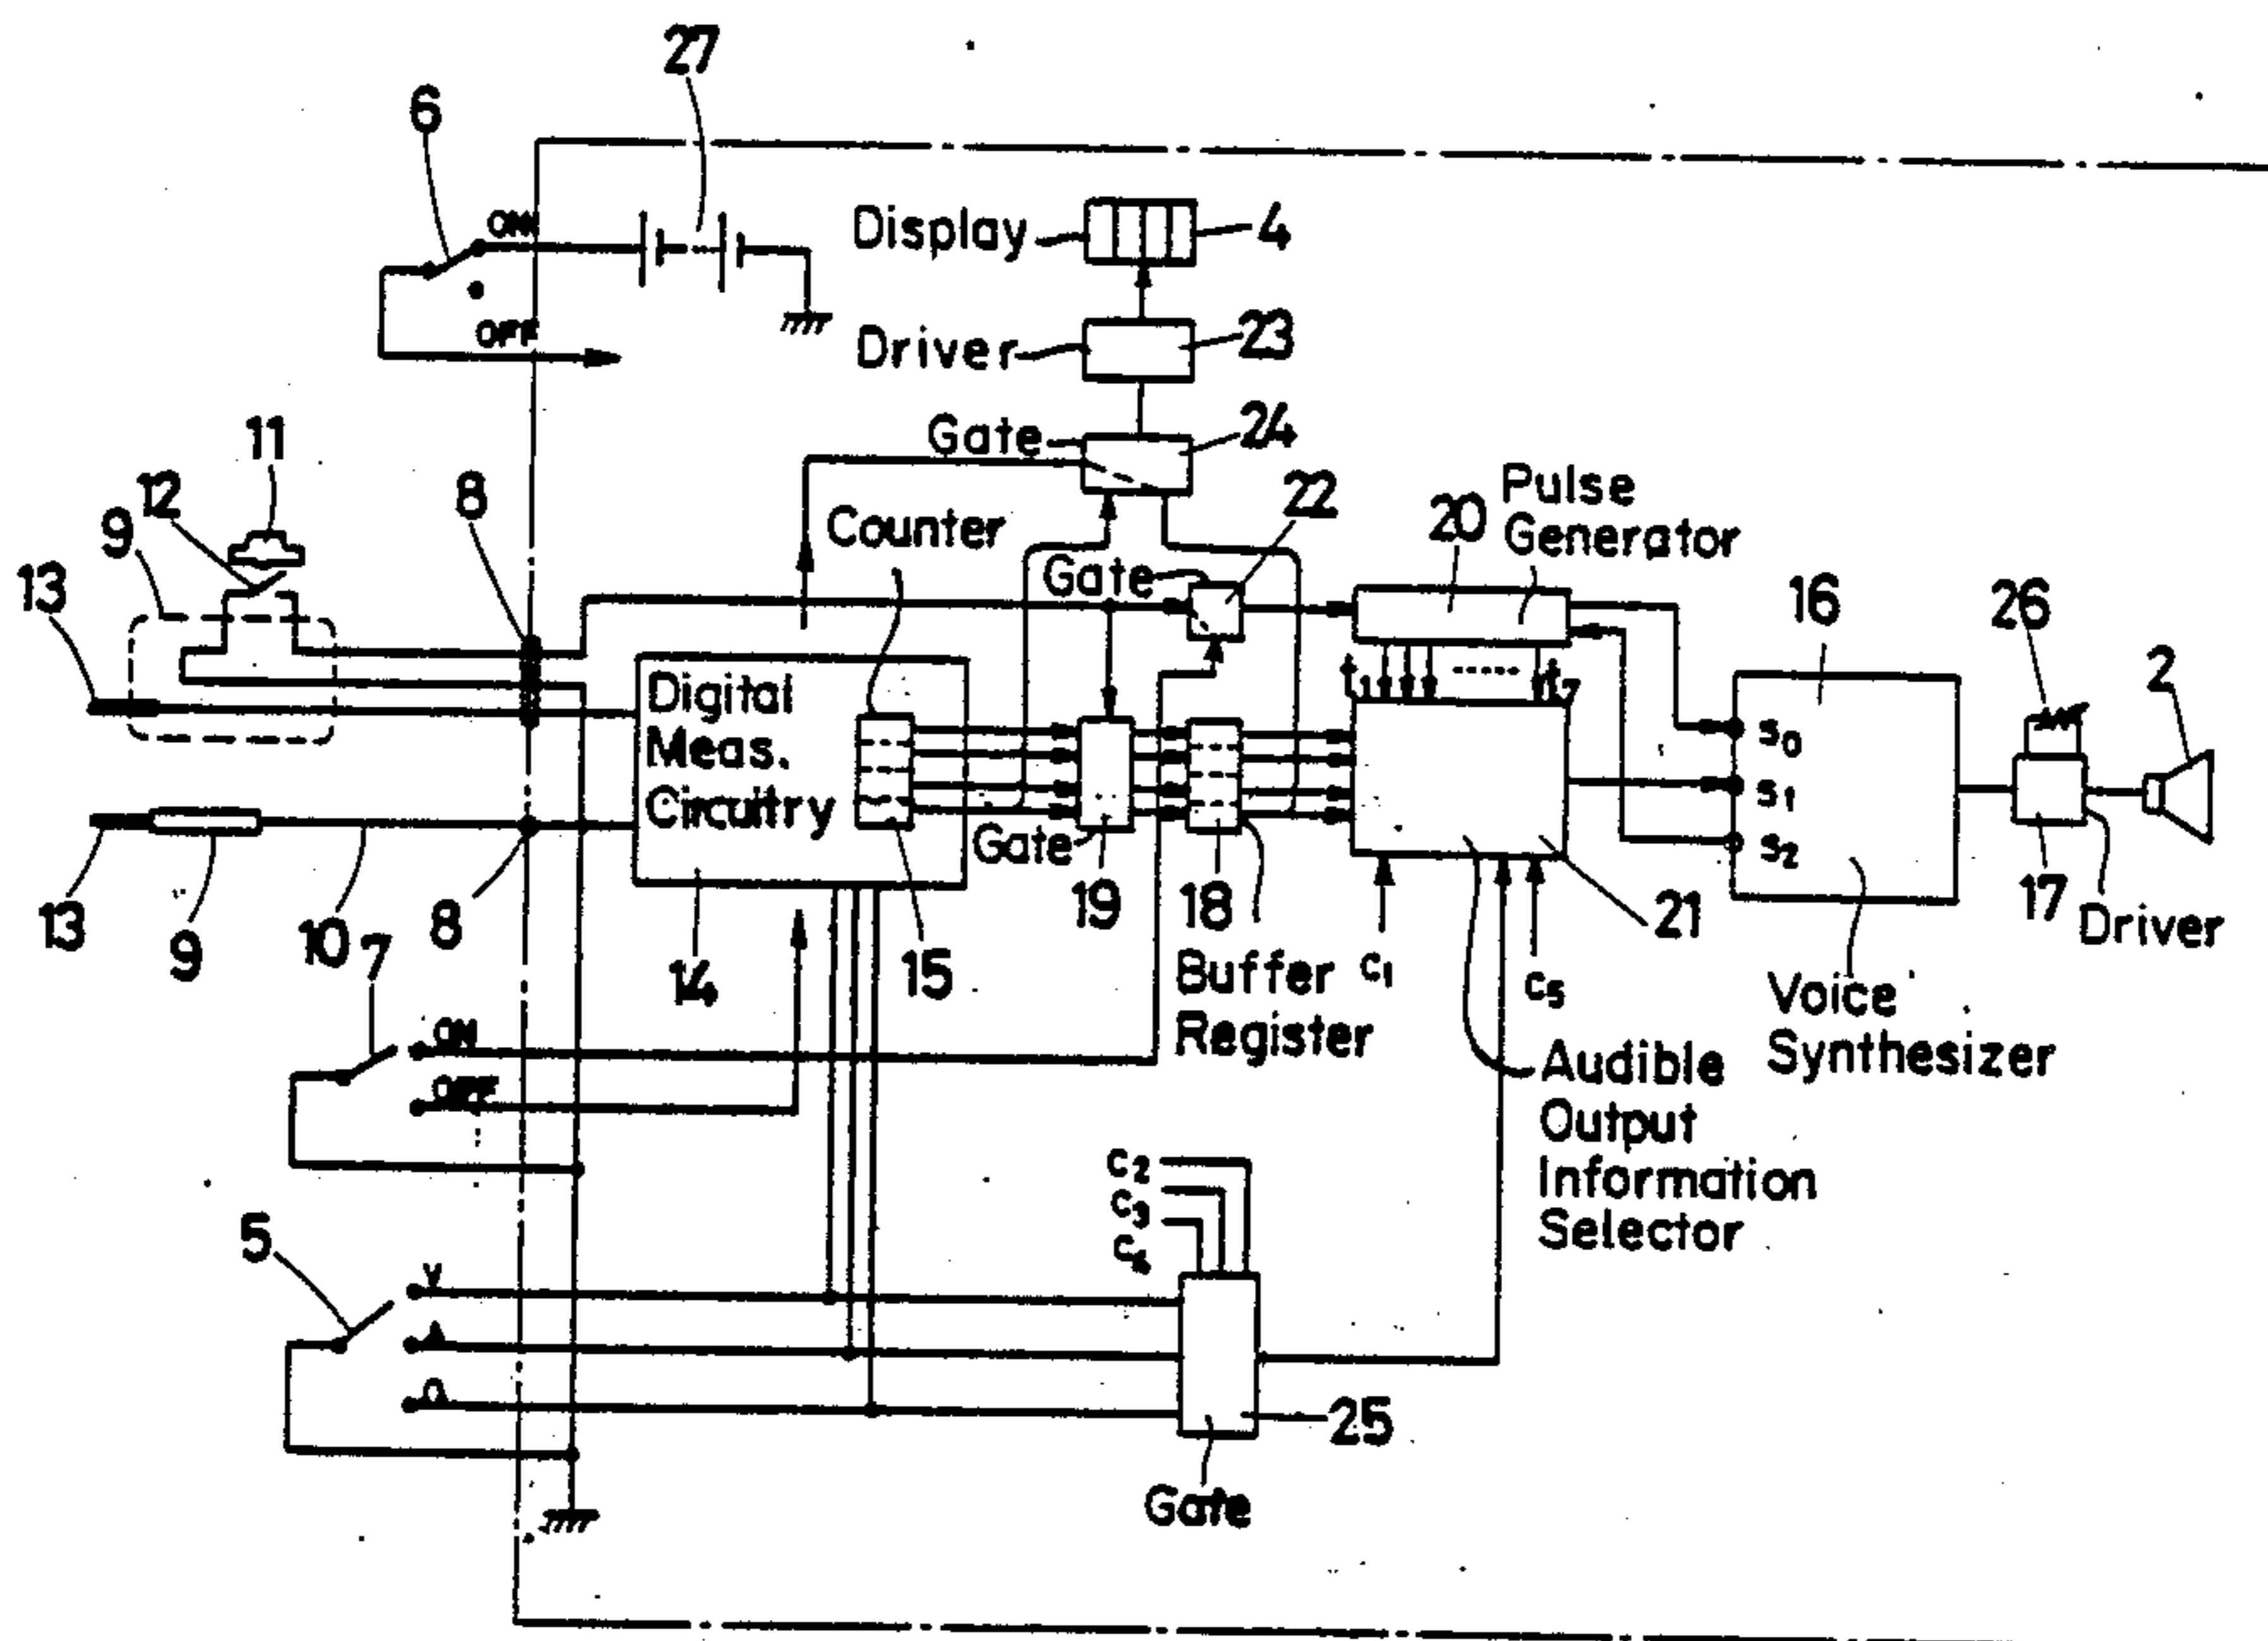 27
6
ON
OFF
Display
4
Driver
23
Gate
24
11
12
9
8
13
Counter
22
Gate
20
Pulse
Generator
16
26
2
Digital
Meas.
Circuitry
t1
t7
S0
S1
S2
Gate
19
18
21
17
Driver
13
9
10
8
7
14
15
Buffer
Register
C1
C5
Voice
Synthesizer
Audible
Output
Information
Selector
ON
OFF
C2
C3
C4
5
V
A
Ω
25
Gate